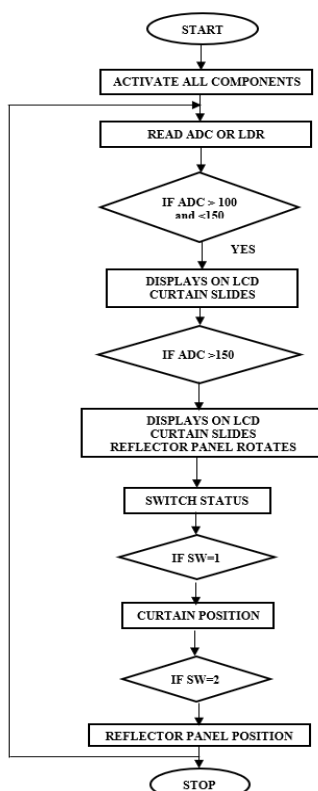 START
ACTIVATE ALL COMPONENTS
READ ADC OR LDR
IF ADC > 100
and <150
YES
DISPLAYS ON LCD
CURTAIN SLIDES
IF ADC >150
DISPLAYS ON LCD
CURTAIN SLIDES
REFLECTOR PANEL ROTATES
SWITCH STATUS
IF SW=1
CURTAIN POSITION
IF SW=2
REFLECTOR PANEL POSITION
STOP